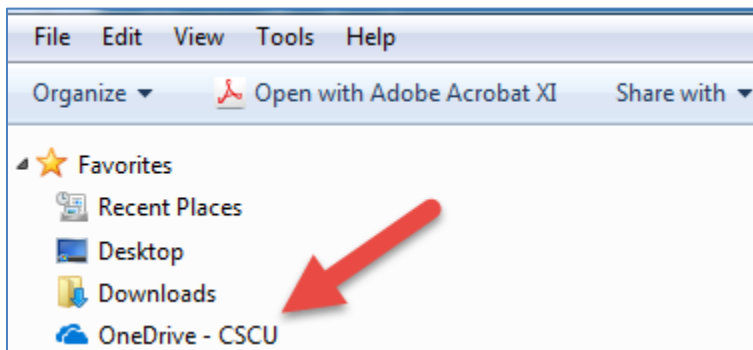 File Edit View Tools Help
Organize Open with Adobe Acrobat XI Share with
Favorites
Recent Places
Desktop
Downloads
OneDrive - CSCU